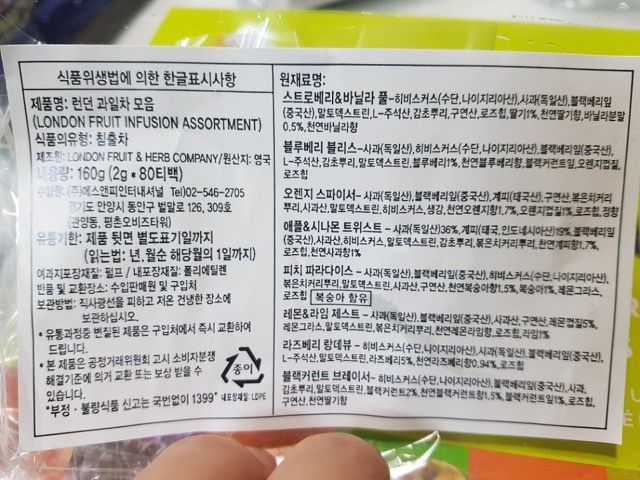 식품위생법에 의한 한글표시사항
제품명: 런던 과일차 모음
(LONDON FRUIT INFUSION ASSORTMENT)
식품의유형: 침출차
제조원: LONDON FRUIT & HERB COMPANY/원산지: 영국
내용량: 160g (2g * 80티백)
수입원: (주)에스앤피인터내셔널 Tel)02-546-2705
경기도 안양시 동안구 벌말로 126, 309호
(관양동, 평촌오비즈타워)
유통기한: 제품 뒷면 별도표기일까지
(읽는법: 년, 월순 해당월의 1일까지)
여과지포장재질: 펄프 / 내포장재질: 폴리에틸렌
반품 및 교환장소: 수입판매원 및 구입처
보관방법: 직사광선을 피하고 저온 건냉한 장소에
보관하십시오.
* 유통과정중 변질된 제품은 구입처에서 즉시 교환하여
드립니다.
* 본 제품은 공정거래위원회 고시 소비자분쟁
해결기준에 의거 교환 또는 보상 받을 수
있습니다.
종이
"부정·불량식품 신고는 국번없이 1399" 내포장재질: LDPE
원재료명:
스트로베리&바닐라 풀-히비스커스(수단,나이지리아산),사과(독일산),블랙베리잎
(중국산),말토덱스트린,L-주석산,감초뿌리,구연산,로즈힙,딸기1%,천연딸기향,바닐라분말
0.5%,천연바닐라향
블루베리 블리스-사과(독일산),히비스커스(수단,나이지리아산),블랙베리잎(중국산),
L-주석산,감초뿌리,말토덱스트린,블루베리1%,천연블루베리향,블랙커런트잎,오렌지껍질,
로즈힙
오렌지 스파이서-사과(독일산),블랙베리잎(중국산),계피(태국산),구연산,볶은치커리
뿌리,사과산,말토덱스트린,히비스커스,생강,천연오렌지향1.7%,오렌지껍질1%,로즈힙,정향
애플&시나몬 트위스트-사과(독일산)36%,계피(태국,인도네시아산)19%,블랙베리잎
(중국산),사과산,히비스커스,말토덱스트린,감초뿌리,볶은치커리뿌리,천연계피향1.7%,
로즈힙,천연사과향1%
피치 파라다이스-사과(독일산),블랙베리잎(중국산),히비스커스(수단,나이지리아산),
볶은치커리뿌리,말토덱스트린,감초뿌리,사과산,구연산,천연복숭아향1.5%,복숭아1%,레몬그라스,
로즈힙 복숭아 함유
레몬&라임 제스트-사과(독일산),블랙베리잎(중국산),사과산,구연산,레몬껍질5%,
레몬그라스,말토덱스트린,볶은치커리뿌리,천연레몬라임향,로즈힙,라임1%
라즈베리 랑데뷰-히비스커스(수단,나이지리아산),사과(독일산),블랙베리잎(중국산),
L-주석산,감초뿌리,말토덱스트린,라즈베리5%,천연라즈베리향0.94%,로즈힙
블랙커런트 브레이서-히비스커스(수단,나이지리아산),블랙베리잎(중국산),사과,
감초뿌리,말토덱스트린,블랙커런트2%,천연블랙커런트향1.5%,블랙커런트잎1%,로즈힙,
구연산,천연딸기향